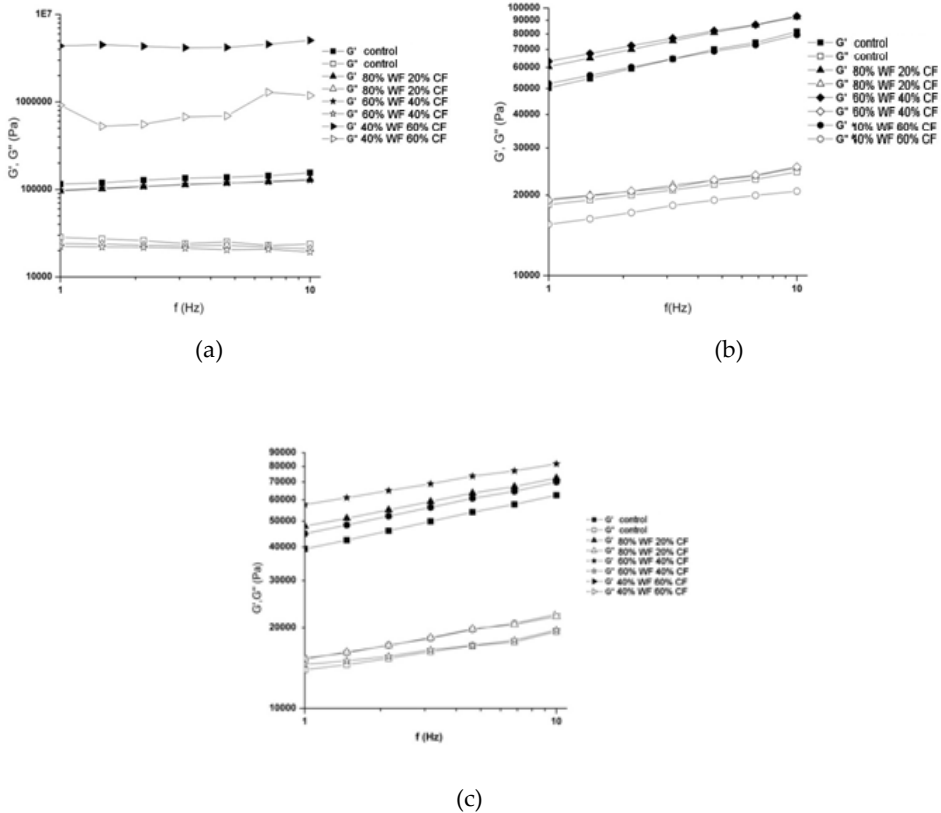 1E7
1000000
100000
10000
G', G" (Pa)
1
10
f (Hz)
G' control
G" control
G' 80% WF 20% CF
G" 80% WF 20% CF
G' 60% WF 40% CF
G" 60% WF 40% CF
G' 40% WF 60% CF
G" 40% WF 60% CF
(a)
100000
90000
80000
70000
60000
50000
40000
30000
20000
10000
G', G" (Pa)
1
10
f(Hz)
G' control
G" control
G' 80% WF 20% CF
G" 80% WF 20% CF
G' 60% WF 40% CF
G" 60% WF 40% CF
G' 40% WF 60% CF
G" 40% WF 60% CF
(b)
90000
80000
70000
60000
50000
40000
30000
20000
10000
G',G" (Pa)
1
10
f (Hz)
G' control
G" control
G' 80% WF 20% CF
G" 80% WF 20% CF
G' 60% WF 40% CF
G" 60% WF 40% CF
G' 40% WF 60% CF
G" 40% WF 60% CF
(c)